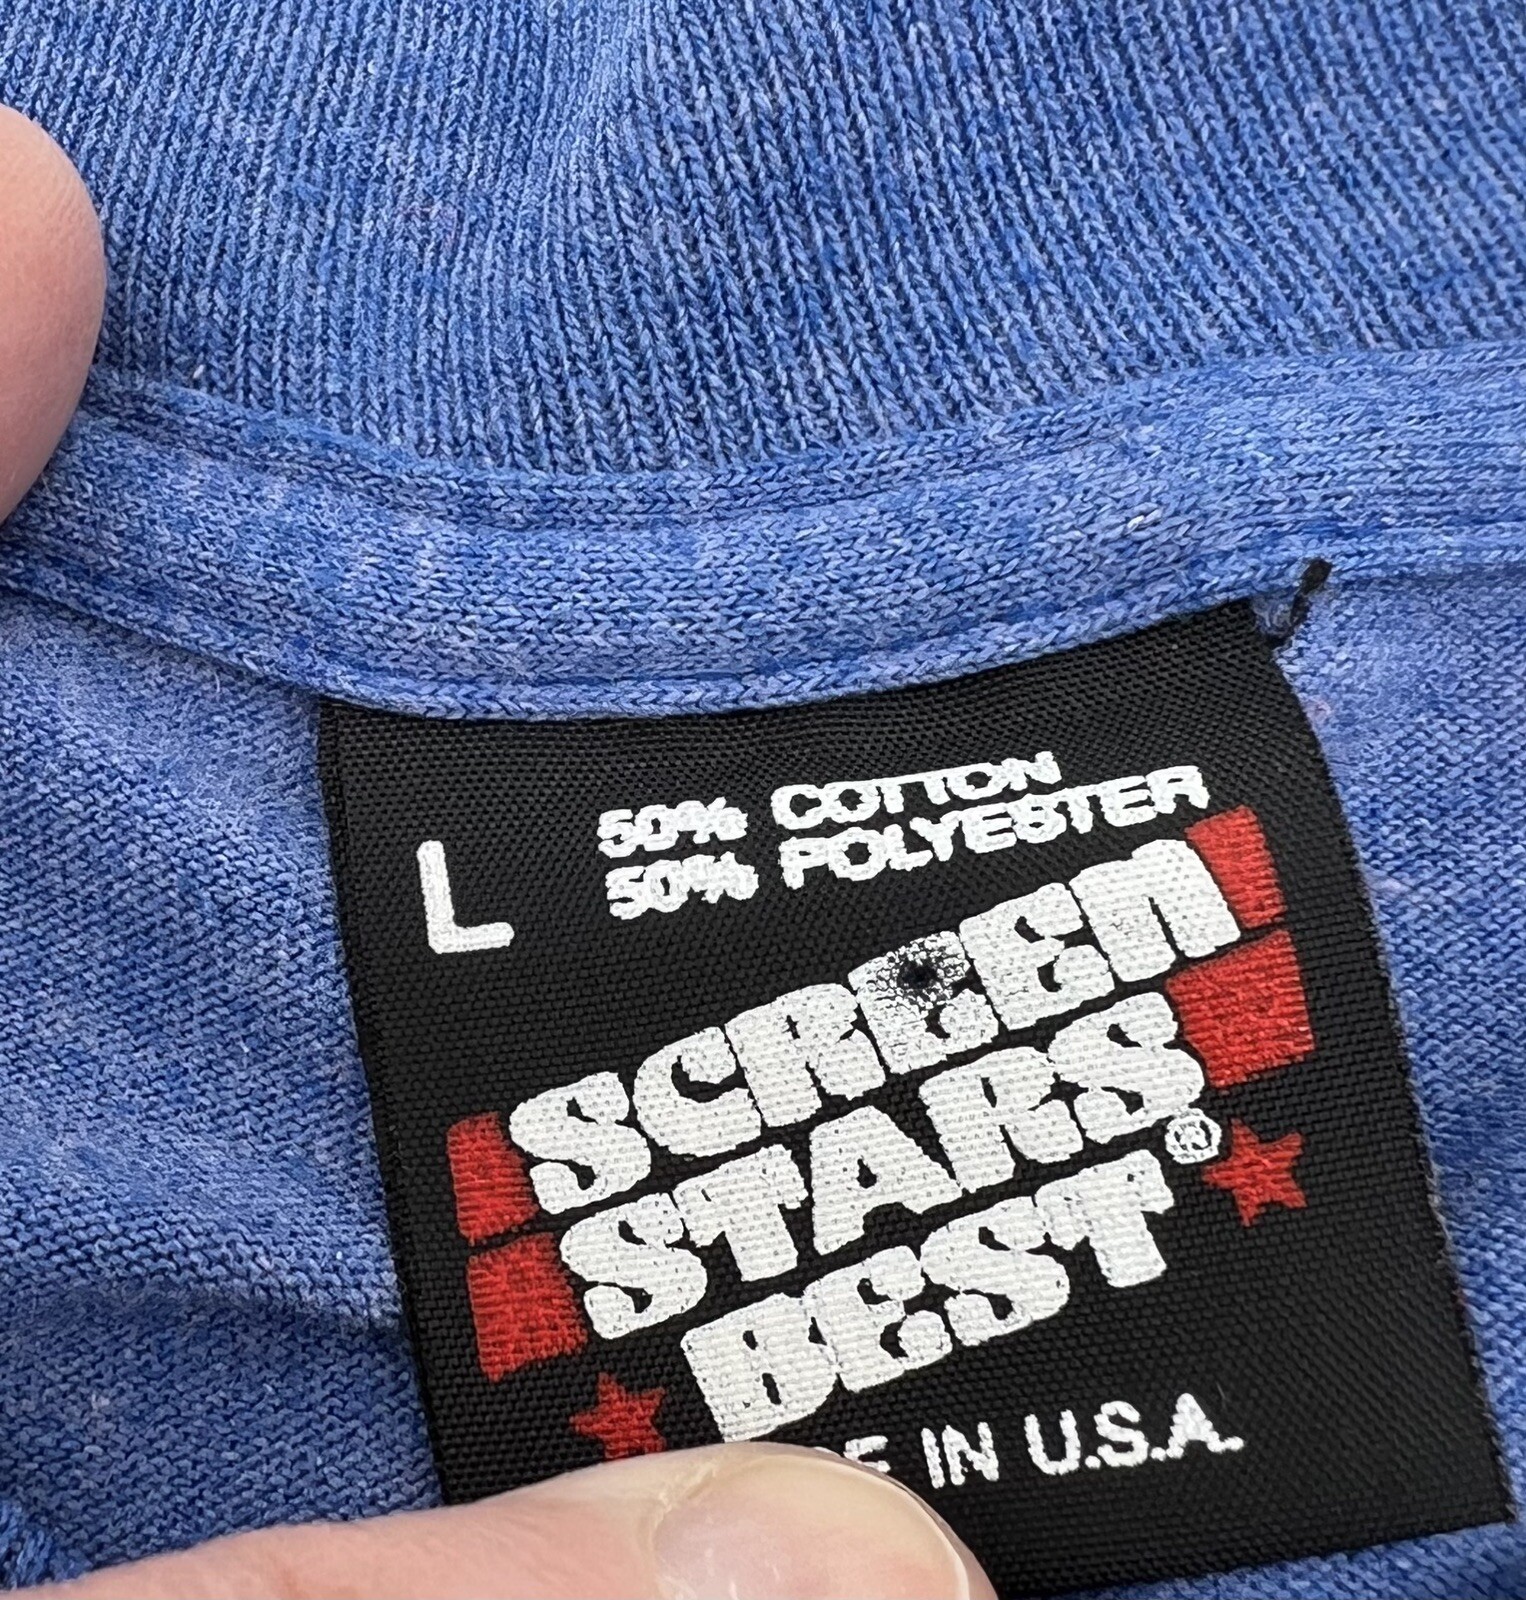 L
50% COTTON
50% POLYESTER
SCREEN
STARS®
BEST
IN U.S.A.